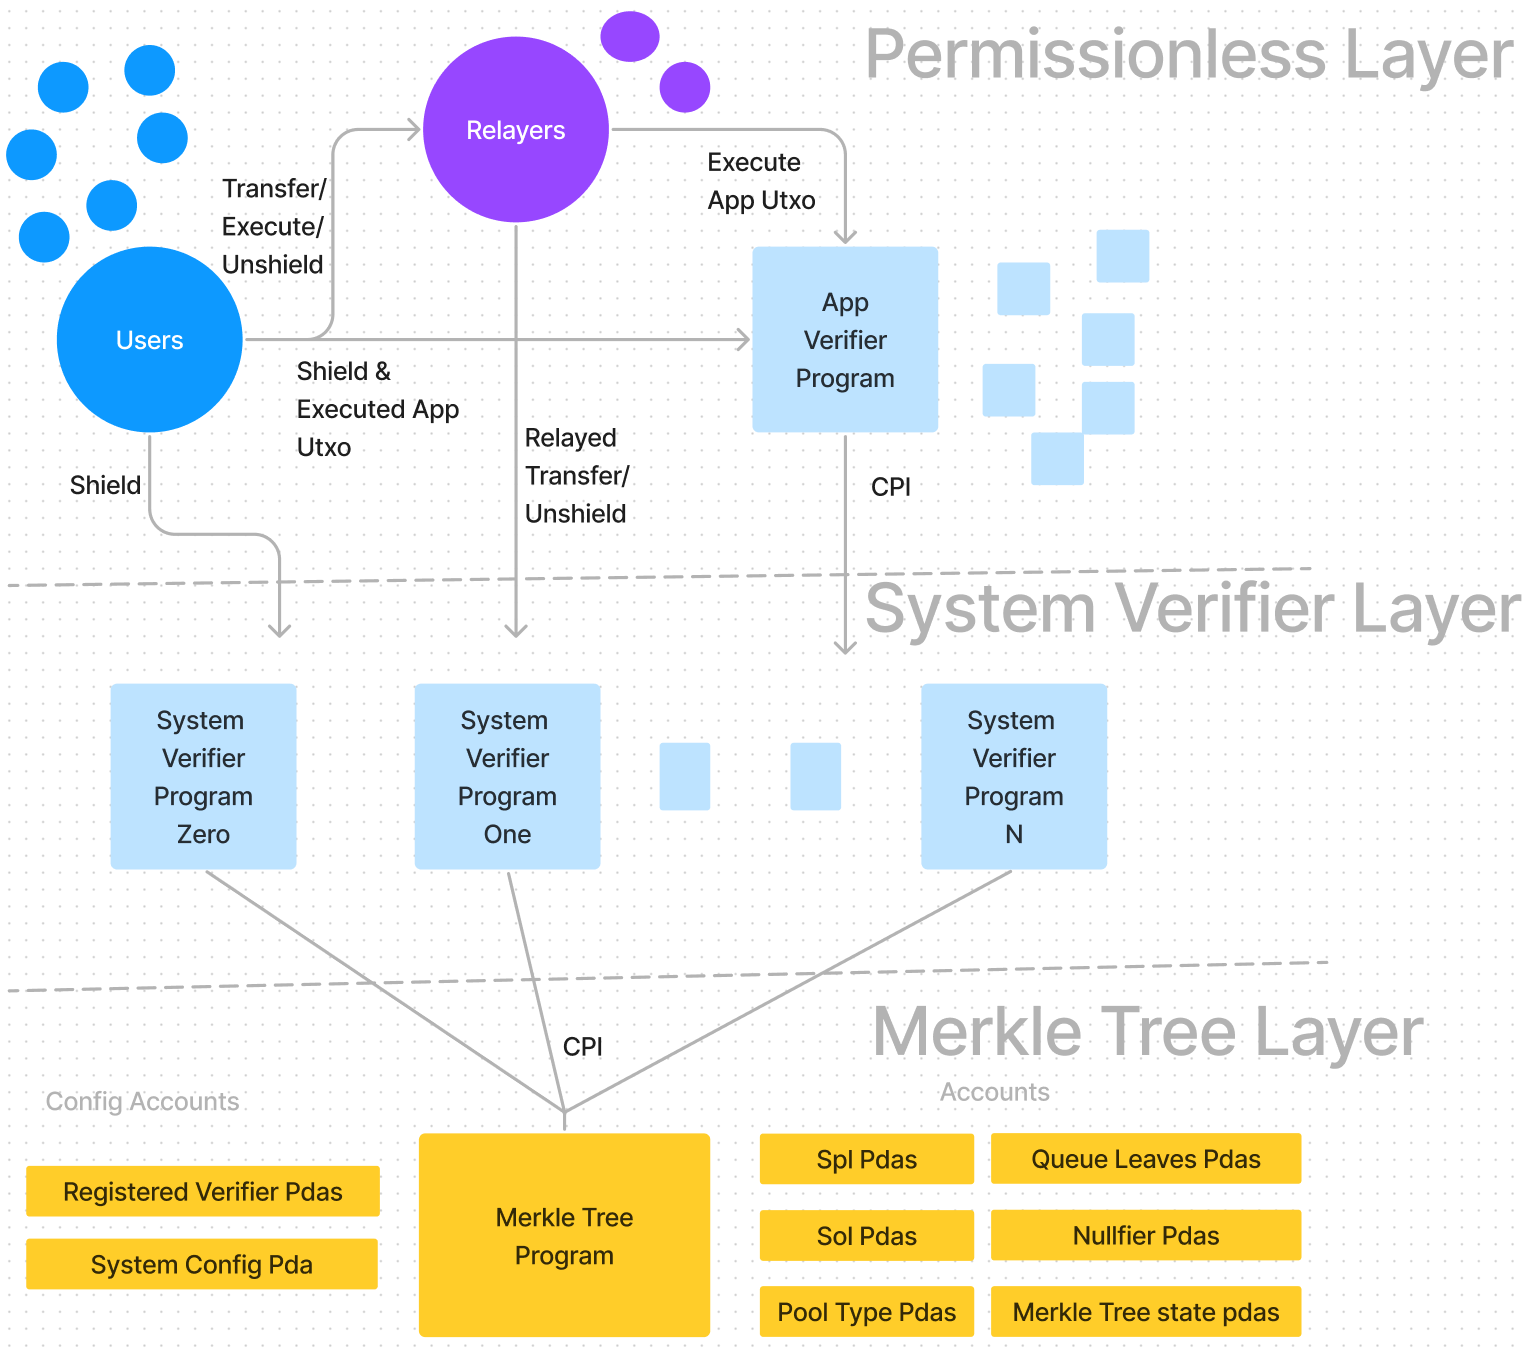 Permissionless Layer
Relayers
Execute
App Utxo
Transfer/
Execute/
Unshield
Users
App
Verifier
Program
Shield &
Executed App
Utxo
Relayed
Transfer/
Unshield
Shield
CPI
System Verifier Layer
System
Verifier
Program
Zero
System
Verifier
Program
One
System
Verifier
Program
N
Merkle Tree Layer
CPI
Config Accounts
Accounts
Registered Verifier Pdas
System Config Pda
Merkle Tree
Program
Spl Pdas
Queue Leaves Pdas
Sol Pdas
Nullfier Pdas
Pool Type Pdas
Merkle Tree state pdas